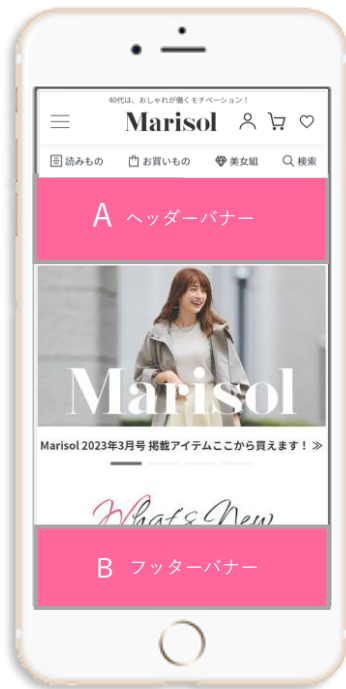 40代は、おしゃれが働くモチベーション！
Marisol
読みもの お買いもの 美女組 検索
A ヘッダーバナー
Marisol
Marisol 2023年3月号 掲載アイテムここから買えます！ ≫
What's New
B フッターバナー